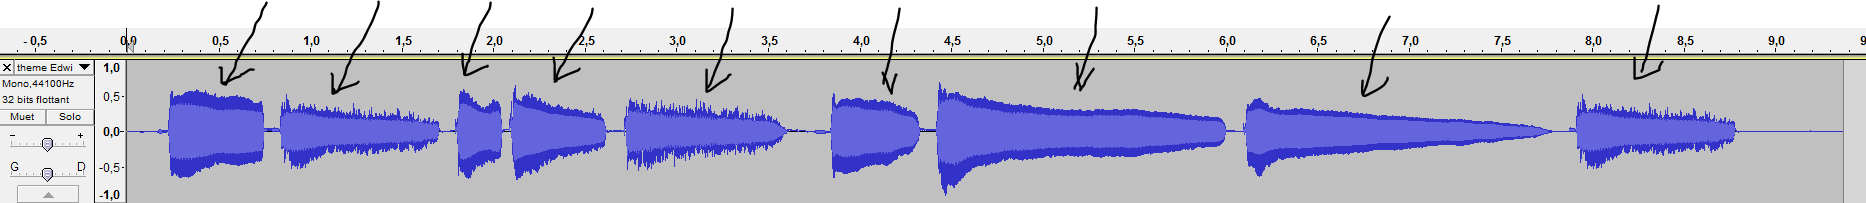 - 0,5 0,0 0,5 1,0 1,5 2,0 2,5 3,0 3,5 4,0 4,5 5,0 5,5 6,0 6,5 7,0 7,5 8,0 8,5 9,0
X theme Edwi 1,0
Mono,44100Hz
32 bits flottant 0,5
Muet Solo
- + 0,0
G D -0,5
-1,0